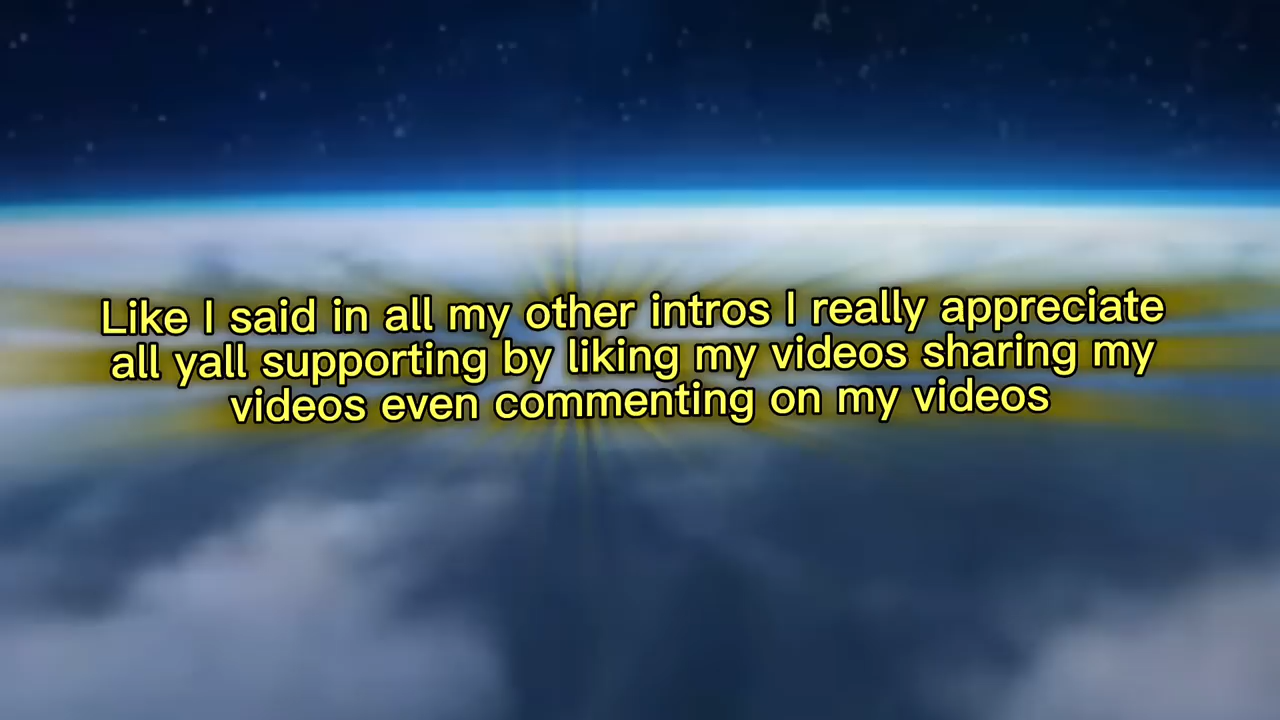 Like I said in all my other intros I really appreciate
all yall supporting by liking my videos sharing my
videos even commenting on my videos